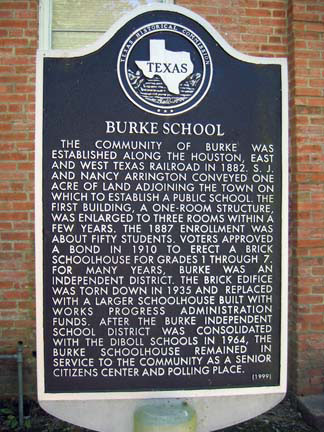 TEXAS HISTORICAL COMMISSION
TEXAS
BURKE SCHOOL
THE COMMUNITY OF BURKE WAS
ESTABLISHED ALONG THE HOUSTON, EAST
AND WEST TEXAS RAILROAD IN 1882. S. J.
AND NANCY ARRINGTON CONVEYED ONE
ACRE OF LAND ADJOINING THE TOWN ON
WHICH TO ESTABLISH A PUBLIC SCHOOL. THE
FIRST BUILDING, A ONE-ROOM STRUCTURE,
WAS ENLARGED TO THREE ROOMS WITHIN A
FEW YEARS. THE 1887 ENROLLMENT WAS
ABOUT FIFTY STUDENTS. VOTERS APPROVED
A BOND IN 1910 TO ERECT A BRICK
SCHOOLHOUSE FOR GRADES 1 THROUGH 7.
FOR MANY YEARS, BURKE WAS AN
INDEPENDENT DISTRICT. THE BRICK EDIFICE
WAS TORN DOWN IN 1935 AND REPLACED
WITH A LARGER SCHOOLHOUSE BUILT WITH
WORKS PROGRESS ADMINISTRATION
FUNDS. AFTER THE BURKE INDEPENDENT
SCHOOL DISTRICT WAS CONSOLIDATED
WITH THE DIBOLL SCHOOLS IN 1964, THE
BURKE SCHOOLHOUSE REMAINED IN
SERVICE TO THE COMMUNITY AS A SENIOR
CITIZENS CENTER AND POLLING PLACE.
(1999)